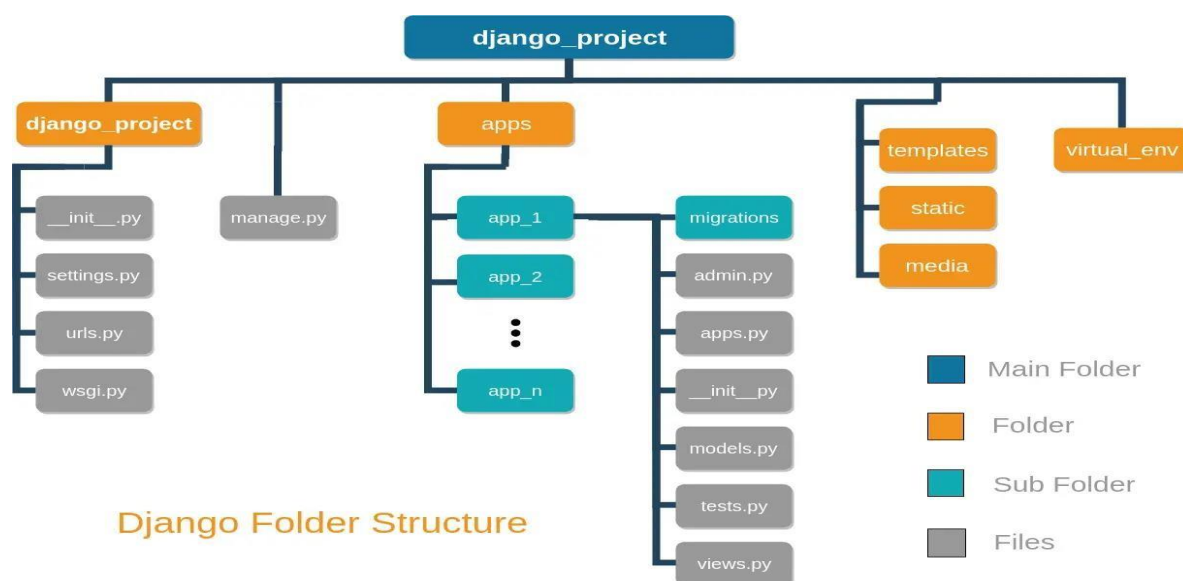 django_project
django_project
apps
templates
virtual_env
__init__.py
manage.py
app_1
migrations
static
settings.py
app_2
admin.py
media
urls.py
apps.py
wsgi.py
app_n
__init__py
models.py
tests.py
views.py
Main Folder
Folder
Sub Folder
Files
Django Folder Structure